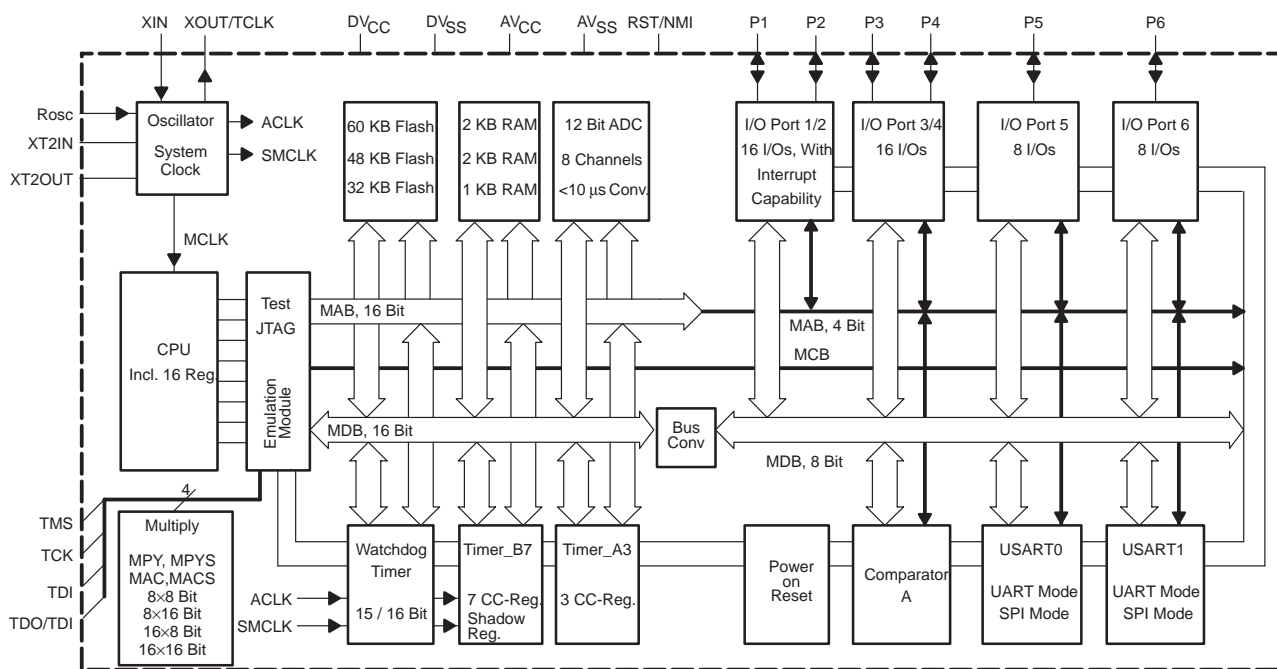 XIN XOUT/TCLK DVCC DVSS AVCC AVSS RST/NMI P1 P2 P3 P4 P5 P6
Rosc
XT2IN
XT2OUT
Oscillator
System
Clock
ACLK
SMCLK
MCLK
60 KB Flash
48 KB Flash
32 KB Flash
2 KB RAM
2 KB RAM
1 KB RAM
12 Bit ADC
8 Channels
<10 μs Conv.
I/O Port 1/2
16 I/Os, With
Interrupt
Capability
I/O Port 3/4
16 I/Os
I/O Port 5
8 I/Os
I/O Port 6
8 I/Os
CPU
Incl. 16 Reg.
Test
JTAG
Emulation
Module
MAB, 16 Bit
MAB, 4 Bit
MCB
MDB, 16 Bit
Bus
Conv
MDB, 8 Bit
4
TMS
TCK
TDI
TDO/TDI
Multiply
MPY, MPYS
MAC,MACS
8×8 Bit
8×16 Bit
16×8 Bit
16×16 Bit
ACLK
SMCLK
Watchdog
Timer
15 / 16 Bit
Timer_B7
7 CC-Reg.
Shadow
Reg.
Timer_A3
3 CC-Reg.
Power
on
Reset
Comparator
A
USART0
UART Mode
SPI Mode
USART1
UART Mode
SPI Mode